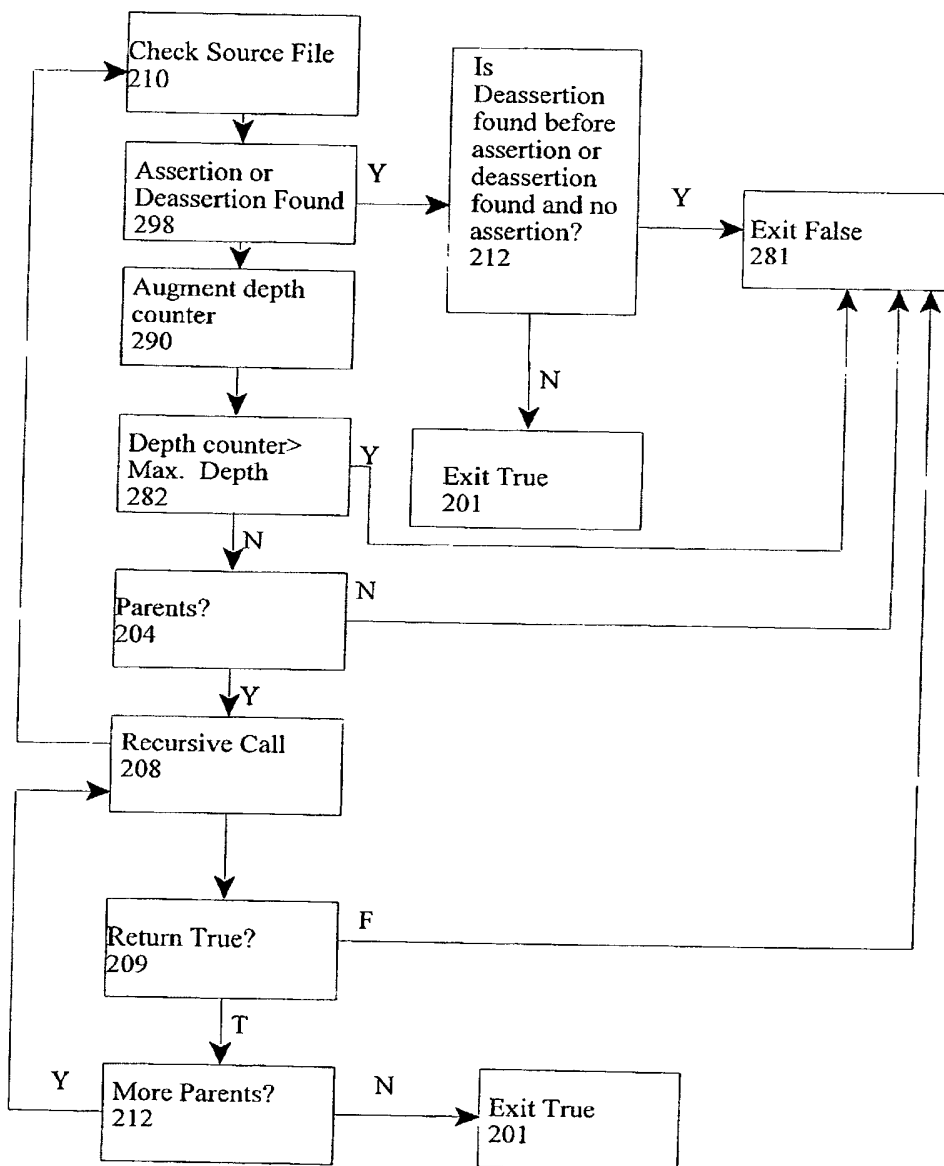 Check Source File
210
Assertion or
Deassertion Found
298
Y
Is
Deassertion
found before
assertion or
deassertion
found and no
assertion?
212
Y
Exit False
281
Augment depth
counter
290
N
Exit True
201
Depth counter>
Max. Depth
282
Y
N
Parents?
204
N
Y
Recursive Call
208
Return True?
209
F
T
More Parents?
212
Y
N
Exit True
201